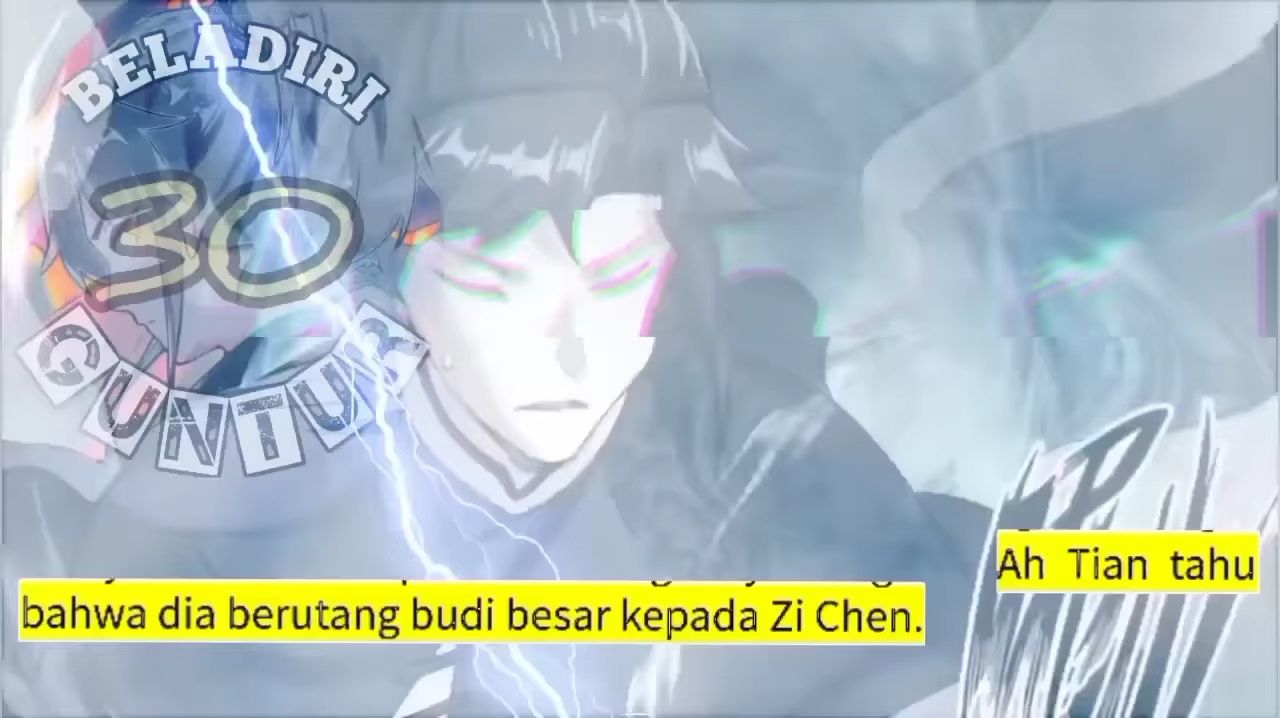 BELADIRI
30
GUNTUR
Ah Tian tahu
bahwa dia berutang budi besar kepada Zi Chen.